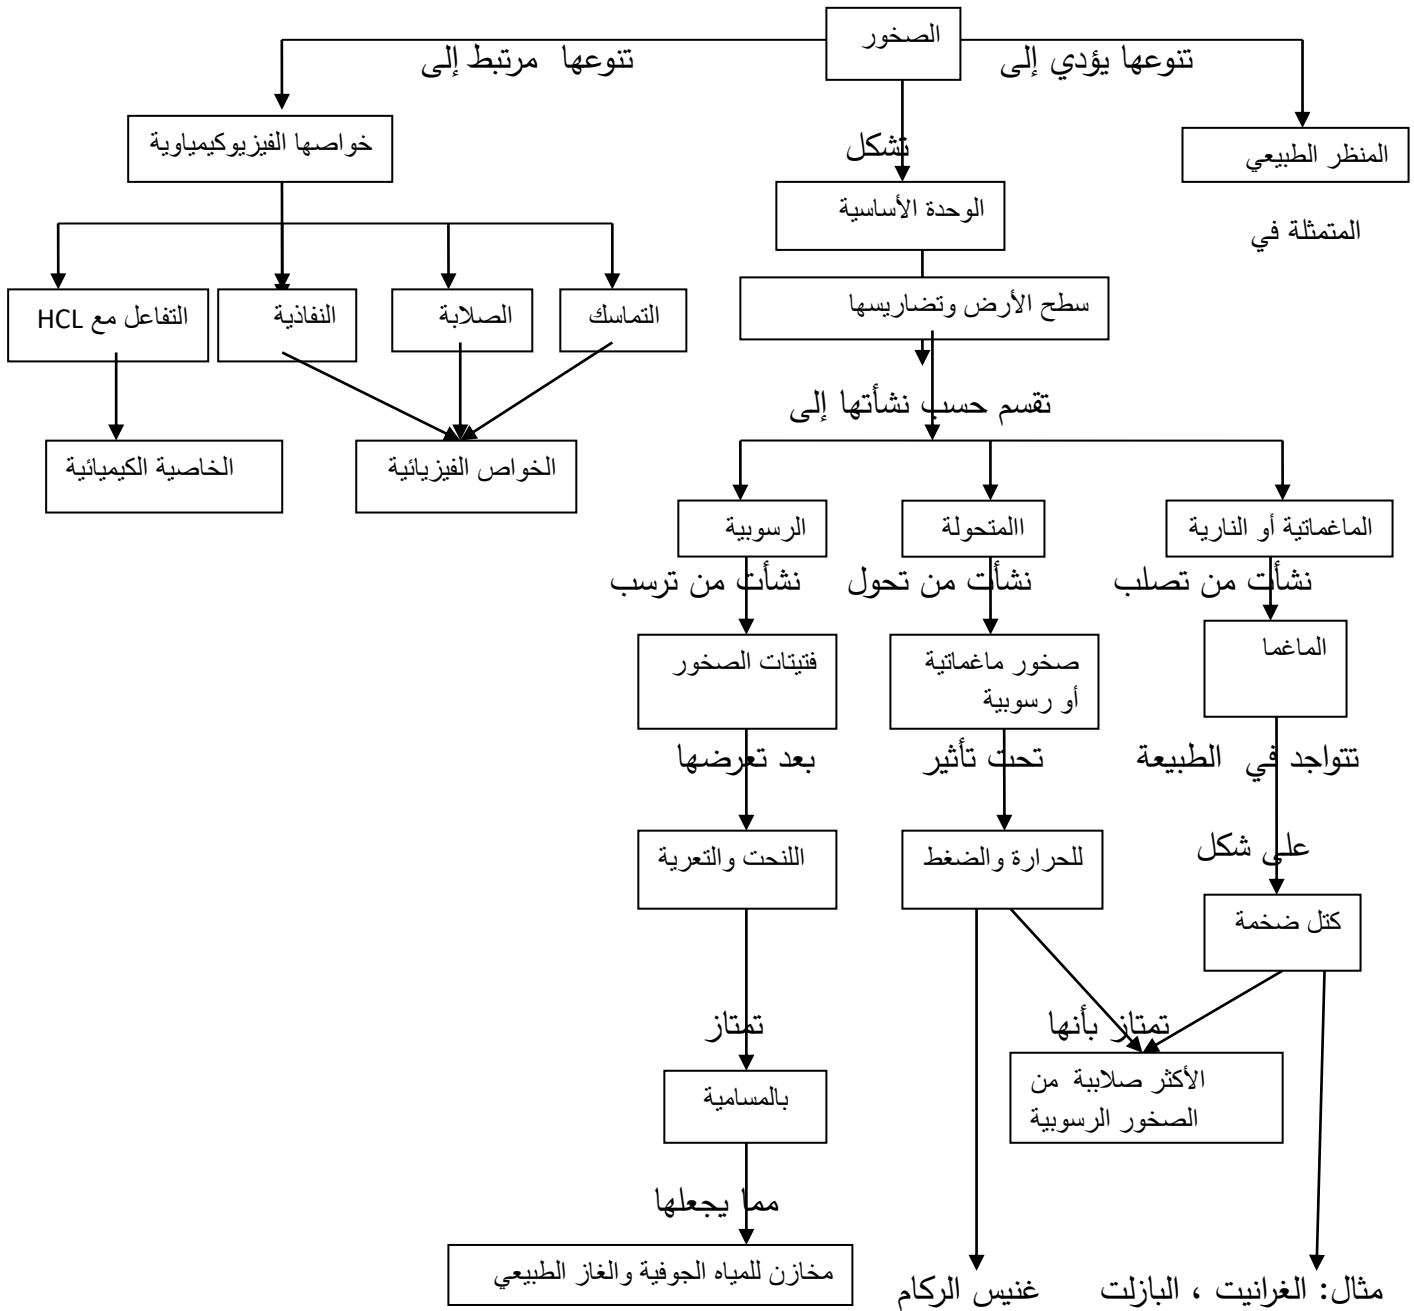 الصخور
تنوعها يؤدي إلى
تنوعها مرتبط إلى
خواصها الفيزيوكيمياوية
تشكل
المنظر الطبيعي
الوحدة الأساسية
المتمثلة في
سطح الأرض وتضاريسها
التماسك
الصلابة
النفاذية
التفاعل مع HCL
تقسم حسب نشأتها إلى
الخواص الفيزيائية
الخاصية الكيميائية
الماغماتية أو النارية
االمتحولة
الرسوبية
نشأت من تصلب
نشأت من تحول
نشأت من ترسب
الماغما
صخور ماغماتية
أو رسوبية
فتيتات الصخور
تتواجد في الطبيعة
تحت تأثير
بعد تعرضها
على شكل
للحرارة والضغط
اللنحت والتعرية
كتل ضخمة
تمتاز بأنها
تمتاز
الأكثر صلاببة من
الصخور الرسوبية
بالمسامية
مما يجعلها
مخازن للمياه الجوفية والغاز الطبيعي
مثال: الغرانيت ، البازلت
غنيس الركام